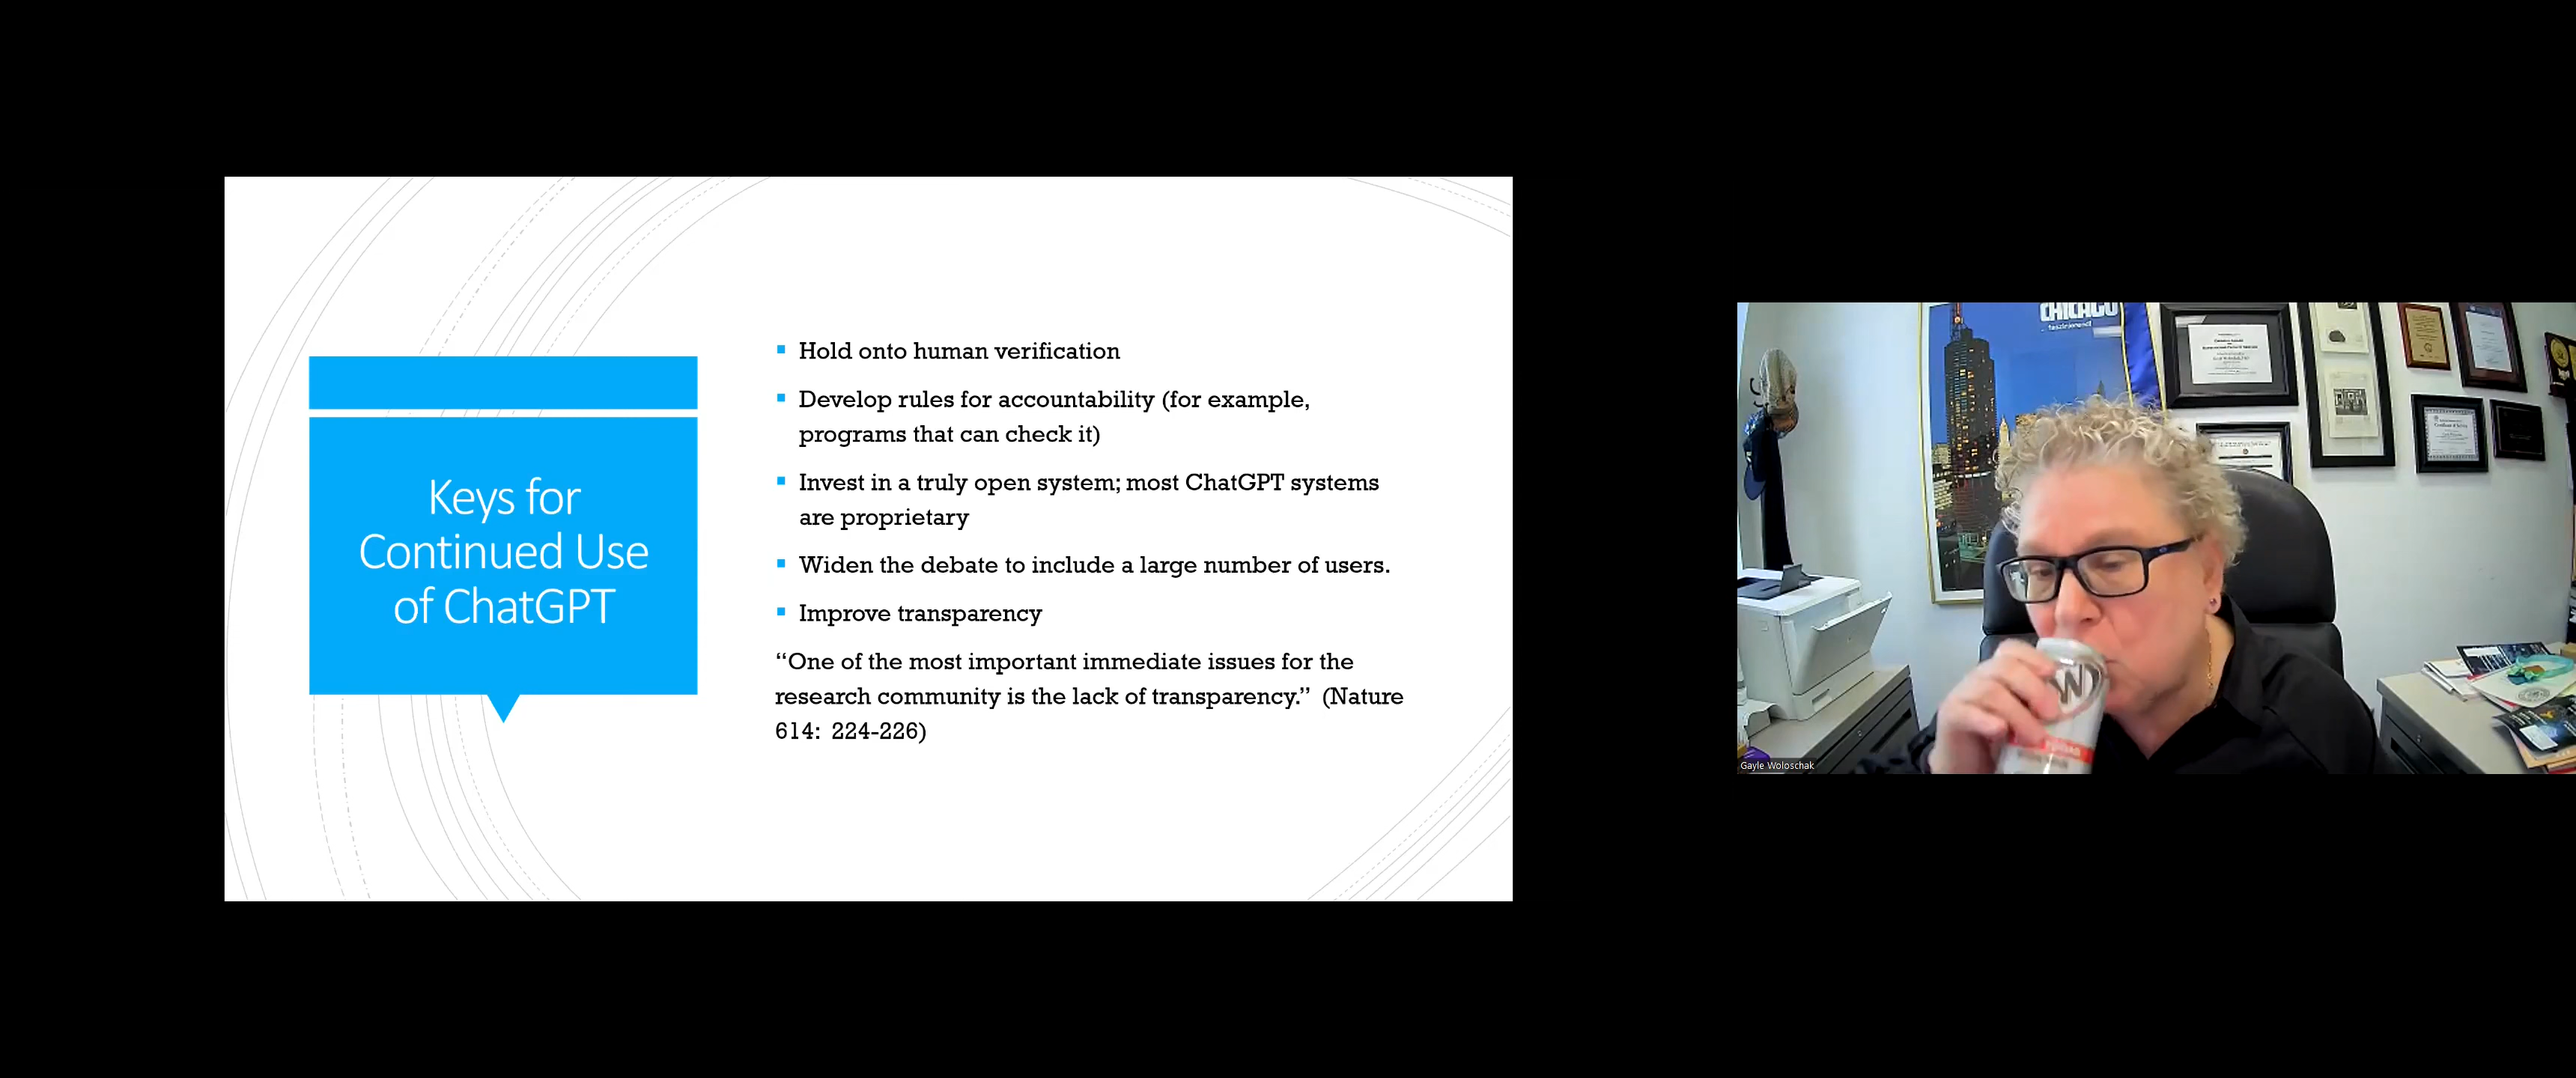 Keys for
Continued Use
of ChatGPT
Hold onto human verification
Develop rules for accountability (for example,
programs that can check it)
Invest in a truly open system; most ChatGPT systems
are proprietary
Widen the debate to include a large number of users.
Improve transparency
“One of the most important immediate issues for the
research community is the lack of transparency.” (Nature
614: 224-226)
CHICAGO
faszinierend!
W
Gayle Woloschak